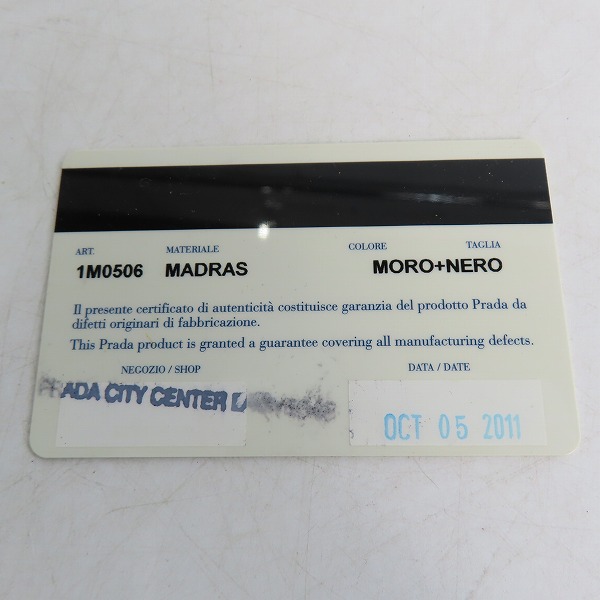 ART. MATERIALE COLORE TAGLIA
1M0506 MADRAS MORO+NERO
Il presente certificato di autenticità costituisce garanzia del prodotto Prada da
difetti originari di fabbricazione.
This Prada product is granted a guarantee covering all manufacturing defects.
NEGOZIO / SHOP DATA / DATE
PRADA CITY CENTER
OCT 05 2011